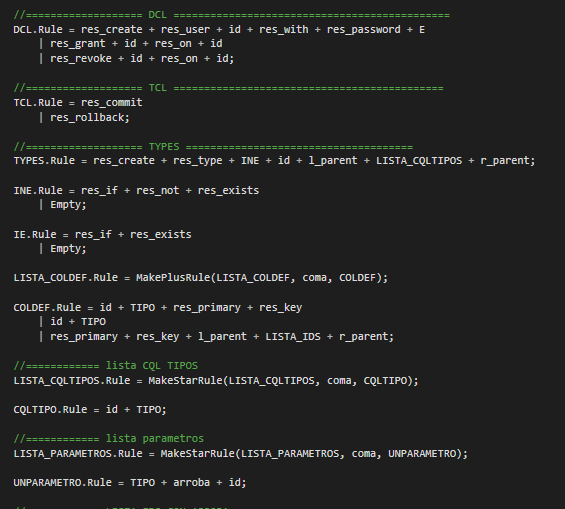 //=================== DCL =============================================
DCL.Rule = res_create + res_user + id + res_with + res_password + E
| res_grant + id + res_on + id
| res_revoke + id + res_on + id;
//=================== TCL ============================================
TCL.Rule = res_commit
| res_rollback;
//=================== TYPES =====================================
TYPES.Rule = res_create + res_type + INE + id + l_parent + LISTA_CQLTIPOS + r_parent;
INE.Rule = res_if + res_not + res_exists
| Empty;
IE.Rule = res_if + res_exists
| Empty;
LISTA_COLDEF.Rule = MakePlusRule(LISTA_COLDEF, coma, COLDEF);
COLDEF.Rule = id + TIPO + res_primary + res_key
| id + TIPO
| res_primary + res_key + l_parent + LISTA_IDS + r_parent;
//============ lista CQL TIPOS
LISTA_CQLTIPOS.Rule = MakeStarRule(LISTA_CQLTIPOS, coma, CQLTIPO);
CQLTIPO.Rule = id + TIPO;
//============ lista parametros
LISTA_PARAMETROS.Rule = MakeStarRule(LISTA_PARAMETROS, coma, UNPARAMETRO);
UNPARAMETRO.Rule = TIPO + arroba + id;